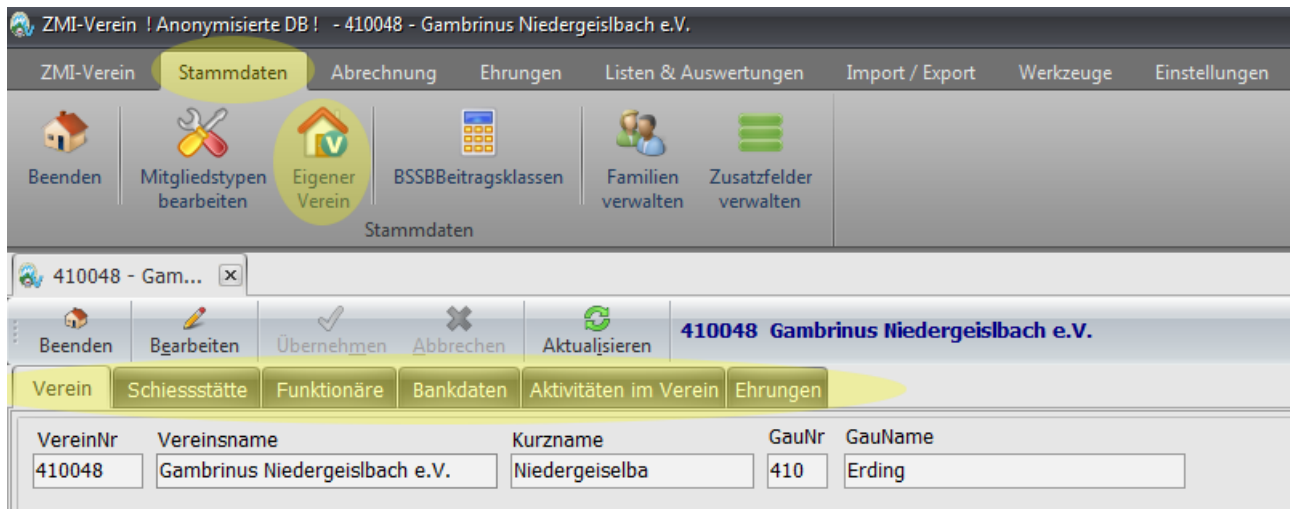 ZMI-Verein ! Anonymisierte DB ! - 410048 - Gambrinus Niedergeislbach e.V.
ZMI-Verein Stammdaten Abrechnung Ehrungen Listen & Auswertungen Import / Export Werkzeuge Einstellungen
Beenden Mitgliedstypen Eigener BSSBBeitragsklassen Familien Zusatzfelder
bearbeiten Verein verwalten verwalten
Stammdaten
410048 - Gam...
Beenden Bearbeiten Übernehmen Abbrechen Aktualisieren 410048 Gambrinus Niedergeislbach e.V.
Verein Schiessstätte Funktionäre Bankdaten Aktivitäten im Verein Ehrungen
VereinNr Vereinsname Kurzname GauNr GauName
410048 Gambrinus Niedergeislbach e.V. Niedergeiselba 410 Erding